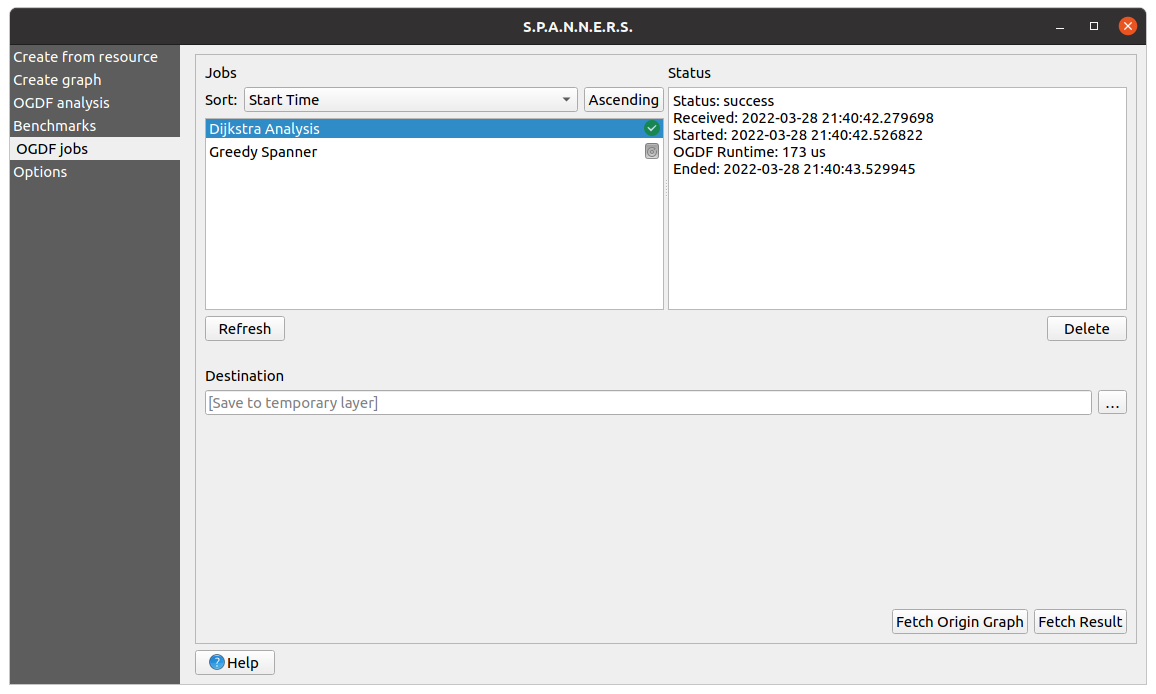 S.P.A.N.N.E.R.S.
Create from resource
Create graph
OGDF analysis
Benchmarks
OGDF jobs
Options
Jobs
Sort: Start Time Ascending
Dijkstra Analysis
Greedy Spanner
Refresh
Status
Status: success
Received: 2022-03-28 21:40:42.279698
Started: 2022-03-28 21:40:42.526822
OGDF Runtime: 173 us
Ended: 2022-03-28 21:40:43.529945
Delete
Destination
[Save to temporary layer] ...
Fetch Origin Graph Fetch Result
? Help